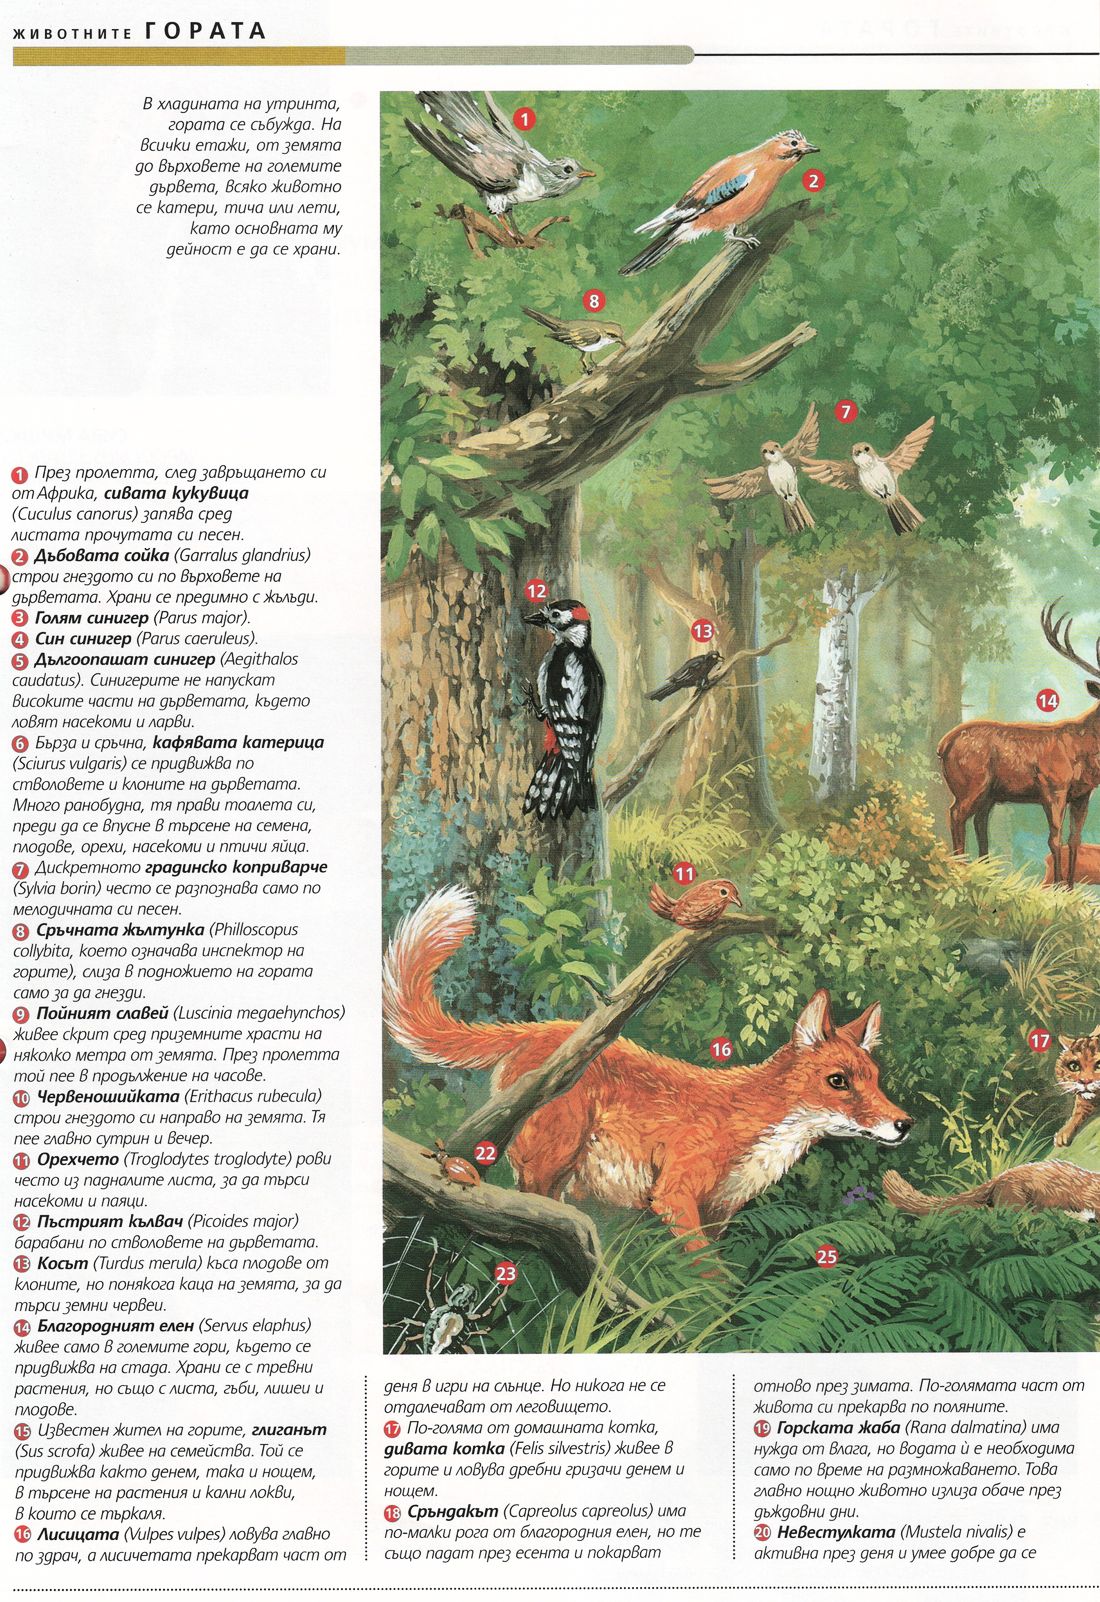 ЖИВОТНИТЕ ГОРАТА
В хладината на утринта,
гората се събужда. На
всички етажи, от земята
до върховете на големите
дървета, всяко животно
се катери, тича или лети,
като основната му
дейност е да се храни.
1 През пролетта, след завръщането си
от Африка, сивата кукувица
(Cuculus canorus) запява сред
листата прочутата си песен.
2 Дъбовата сойка (Garralus glandrius)
строи гнездото си по върховете на
дърветата. Храни се предимно с жълъди.
3 Голям синигер (Parus major).
4 Син синигер (Parus caeruleus).
5 Дългоопашат синигер (Aegithalos
caudatus). Синигерите не напускат
високите части на дърветата, където
ловят насекоми и ларви.
6 Бърза и сръчна, кафявата катерица
(Sciurus vulgaris) се придвижва по
стволовете и клоните на дърветата.
Много ранобудна, тя прави тоалета си,
преди да се впусне в търсене на семена,
плодове, орехи, насекоми и птичи яйца.
7 Дискретното градинско коприварче
(Sylvia borin) често се разпознава само по
мелодичната си песен.
8 Сръчната жълтунка (Philloscopus
collybita, което означава инспектор на
горите), слиза в подножието на гората
само за да гнезди.
9 Пойният славей (Luscinia megaehynchos)
живее скрит сред приземните храсти на
няколко метра от земята. През пролетта
той пее в продължение на часове.
10 Червеношийката (Erithacus rubecula)
строи гнездото си направо на земята. Тя
пее главно сутрин и вечер.
11 Орехчето (Troglodytes troglodyte) рови
често из падналите листа, за да търси
насекоми и паяци.
12 Пъстрият кълвач (Picoides major)
барабани по стволовете на дърветата.
13 Косът (Turdus merula) къса плодове от
клоните, но понякога каца на земята, за да
търси земни червеи.
14 Благородният елен (Servus elaphus)
живее само в големите гори, където се
придвижва на стада. Храни се с тревни
растения, но също с листа, гъби, лишеи и
плодове.
15 Известен жител на горите, глиганът
(Sus scrofa) живее на семейства. Той се
придвижва както денем, така и нощем,
в търсене на растения и кални локви,
в които се търкаля.
16 Лисицата (Vulpes vulpes) ловува главно
по здрач, а лисичетата прекарват част от
деня в игри на слънце. Но никога не се
отдалечават от леговището.
17 По-голяма от домашната котка,
дивата котка (Felis silvestris) живее в
горите и ловува дребни гризачи денем и
нощем.
18 Сръндакът (Capreolus capreolus) има
по-малки рога от благородния елен, но те
също падат през есента и покарват
отново през зимата. По-голямата част от
живота си прекарва по поляните.
19 Горската жаба (Rana dalmatina) има
нужда от влага, но водата ѝ е необходима
само по време на размножаването. Това
главно нощно животно излиза обаче през
дъждовни дни.
20 Невестулката (Mustela nivalis) е
активна през деня и умее добре да се
1
2
8
7
12
13
14
11
16
17
22
25
23